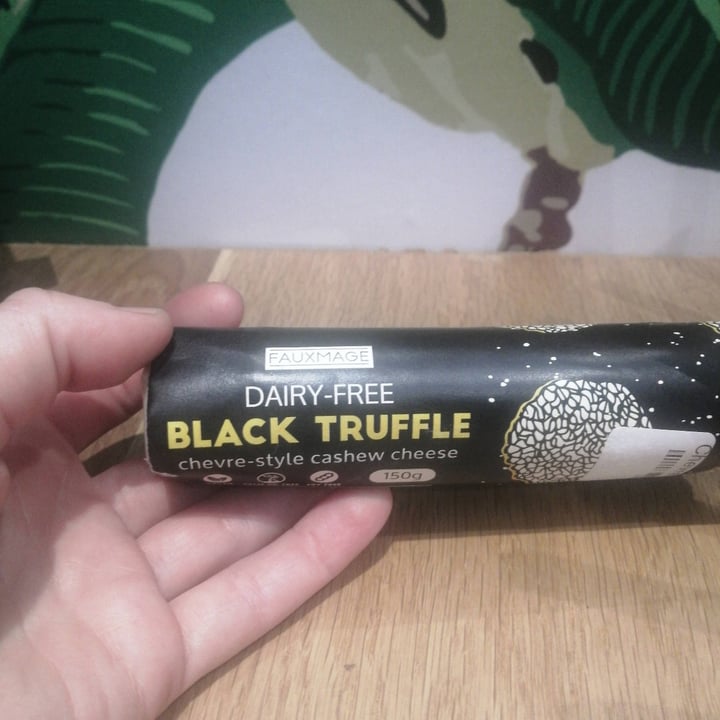 FAUXMAGE
DAIRY-FREE
BLACK TRUFFLE
chevre-style cashew cheese
150g